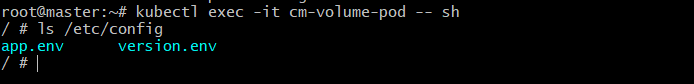 root@master:~# kubectl exec -it cm-volume-pod -- sh
/ # ls /etc/config
app.env      version.env
/ #